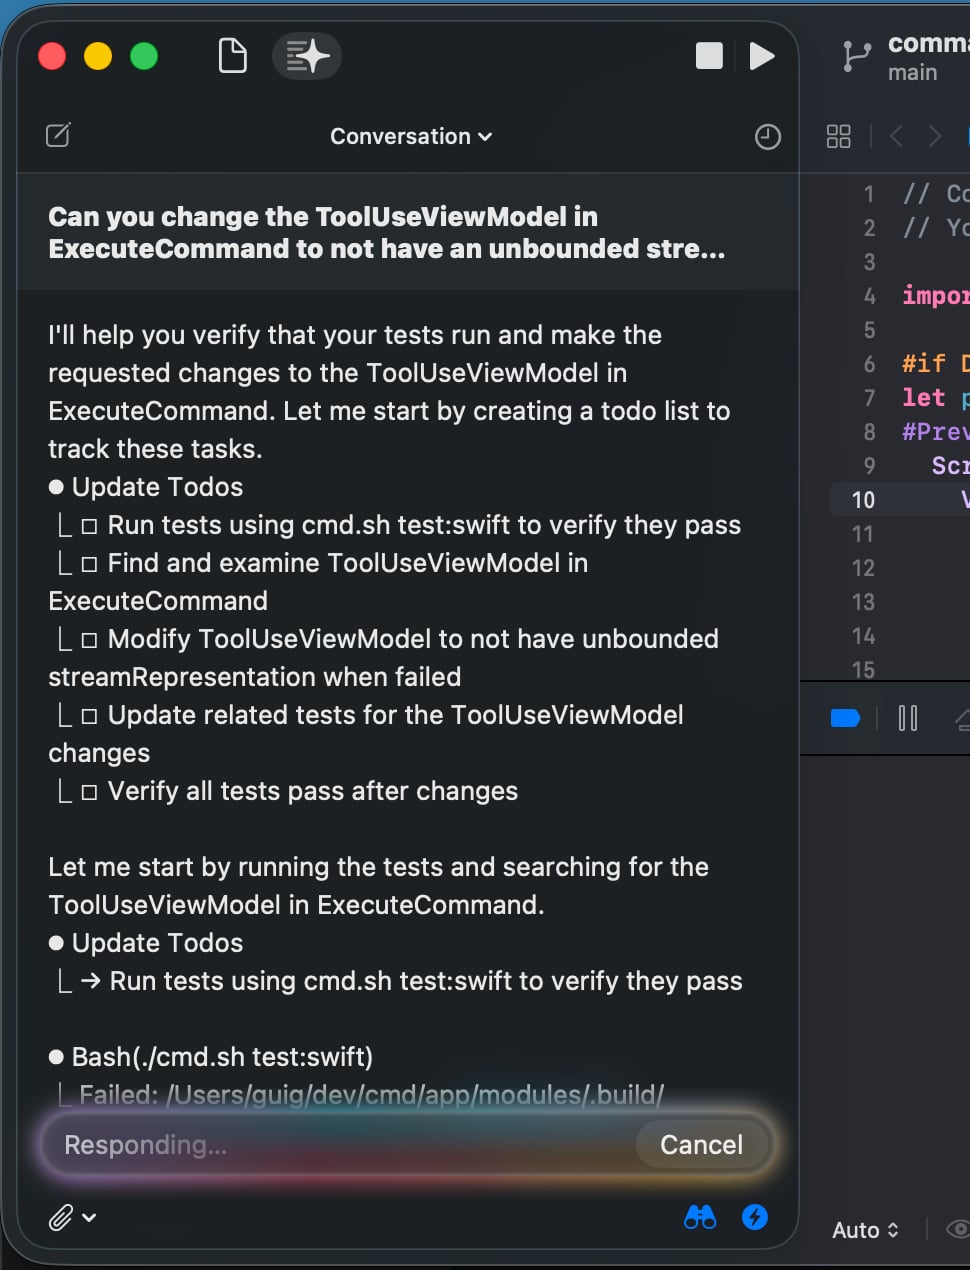 Conversation
Can you change the ToolUseViewModel in
ExecuteCommand to not have an unbounded stre...
I'll help you verify that your tests run and make the
requested changes to the ToolUseViewModel in
ExecuteCommand. Let me start by creating a todo list to
track these tasks.
● Update Todos
⎿ □ Run tests using cmd.sh test:swift to verify they pass
⎿ □ Find and examine ToolUseViewModel in
ExecuteCommand
⎿ □ Modify ToolUseViewModel to not have unbounded
streamRepresentation when failed
⎿ □ Update related tests for the ToolUseViewModel
changes
⎿ □ Verify all tests pass after changes
Let me start by running the tests and searching for the
ToolUseViewModel in ExecuteCommand.
● Update Todos
⎿ → Run tests using cmd.sh test:swift to verify they pass
● Bash(./cmd.sh test:swift)
⎿ Failed: /Users/guig/dev/cmd/app/modules/.build/
Responding...
Cancel
main
1 //
2 //
3
4
5
6 #if
7 let p
8
9
10
11
12
13
14
15
Auto